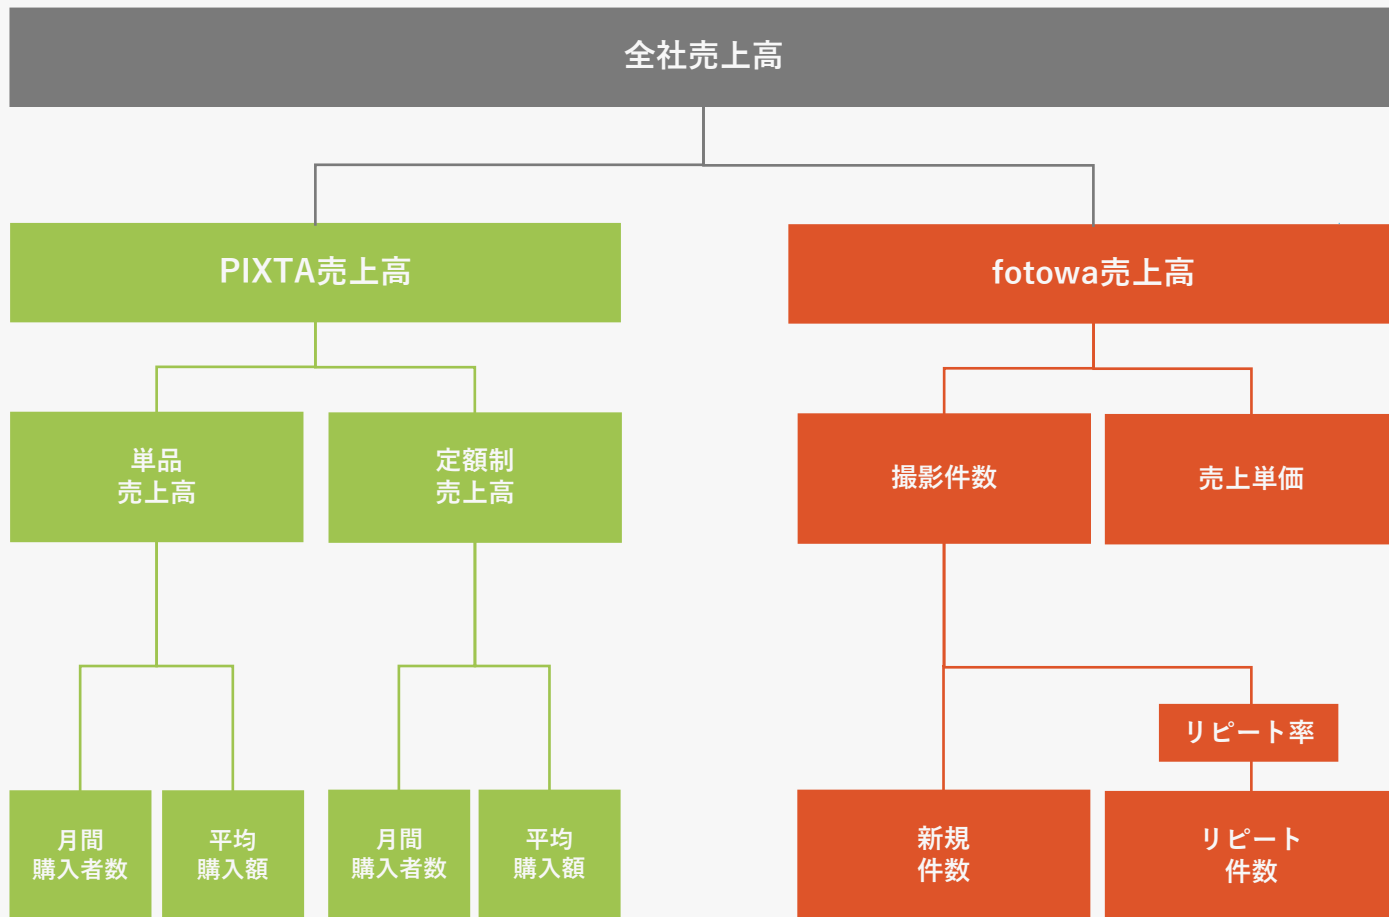 全社売上高
PIXTA売上高
fotowa売上高
単品
売上高
定額制
売上高
撮影件数
売上単価
リピート率
月間
購入者数
平均
購入額
月間
購入者数
平均
購入額
新規
件数
リピート
件数